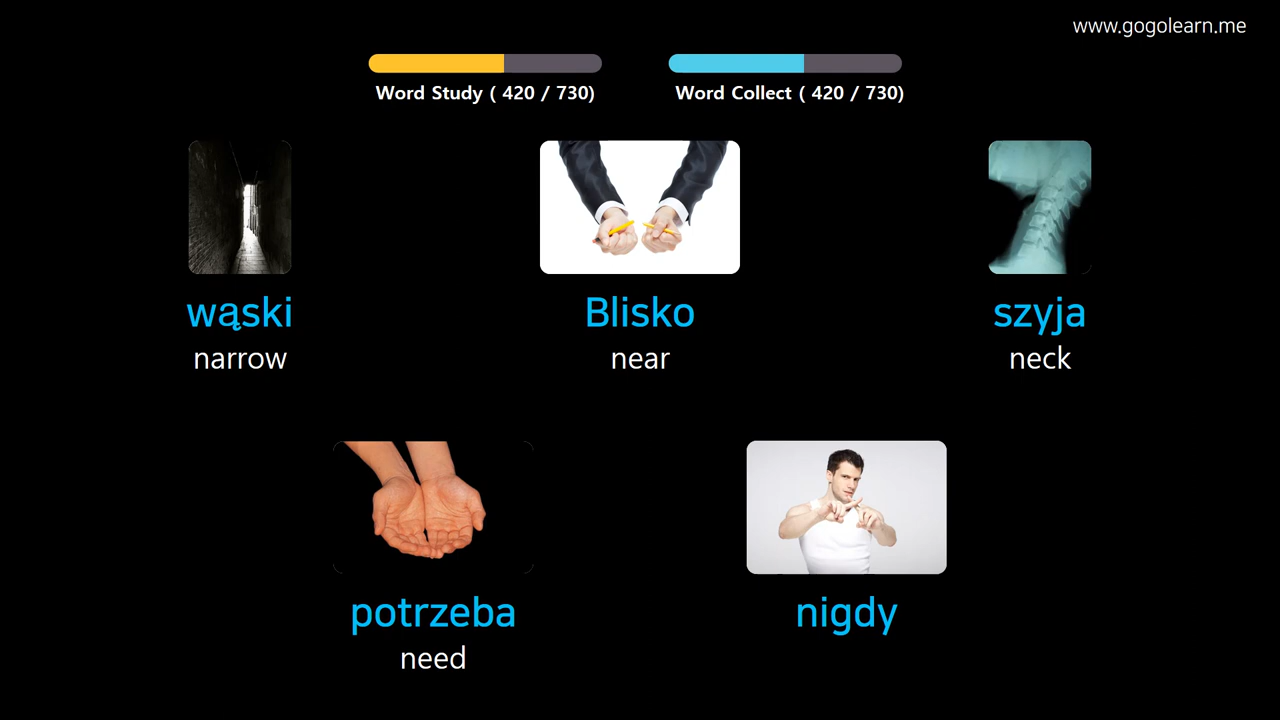 www.gogolearn.me
Word Study ( 420 / 730)
Word Collect ( 420 / 730)
wąski
narrow
Blisko
near
szyja
neck
potrzeba
need
nigdy